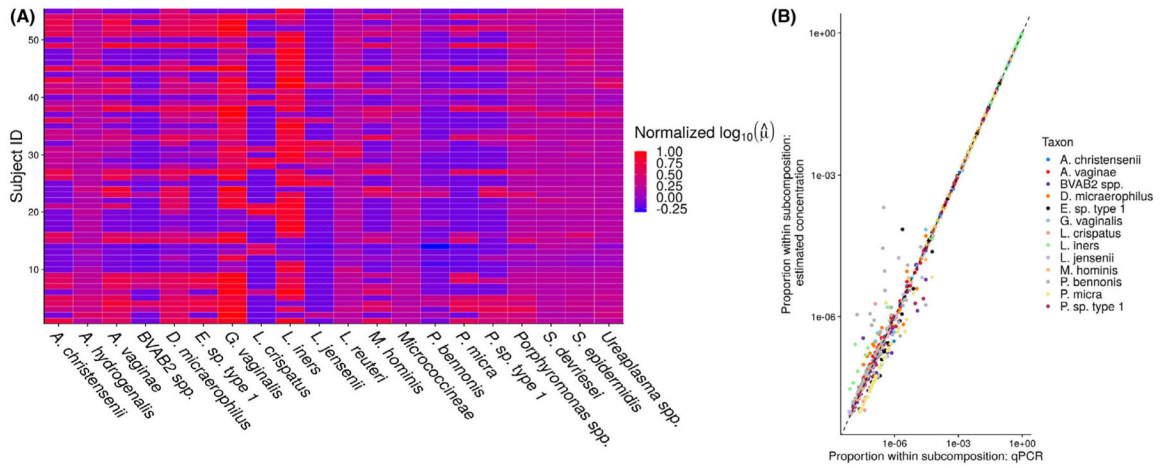 (A)
Subject ID
50
40
30
20
10
A. christensenii
A. hydrogenalis
A. vaginae
BVAB2 spp.
D. micraerophilus
E. sp. type 1
G. vaginalis
L. crispatus
L. iners
L. jensenii
L. reuteri
M. hominis
Micrococcineae
P. bennonis
P. micra
P. sp. type 1
Porphyromonas spp.
S. devriesei
S. epidermidis
Ureaplasma spp.
Normalized log₁₀(μ̂)
1.00
0.75
0.50
0.25
0.00
-0.25
(B)
Proportion within subcomposition:
estimated concentration
1e+00
1e-03
1e-06
1e-06
1e-03
1e+00
Proportion within subcomposition: qPCR
Taxon
A. christensenii
A. vaginae
BVAB2 spp.
D. micraerophilus
E. sp. type 1
G. vaginalis
L. crispatus
L. iners
L. jensenii
M. hominis
P. bennonis
P. micra
P. sp. type 1